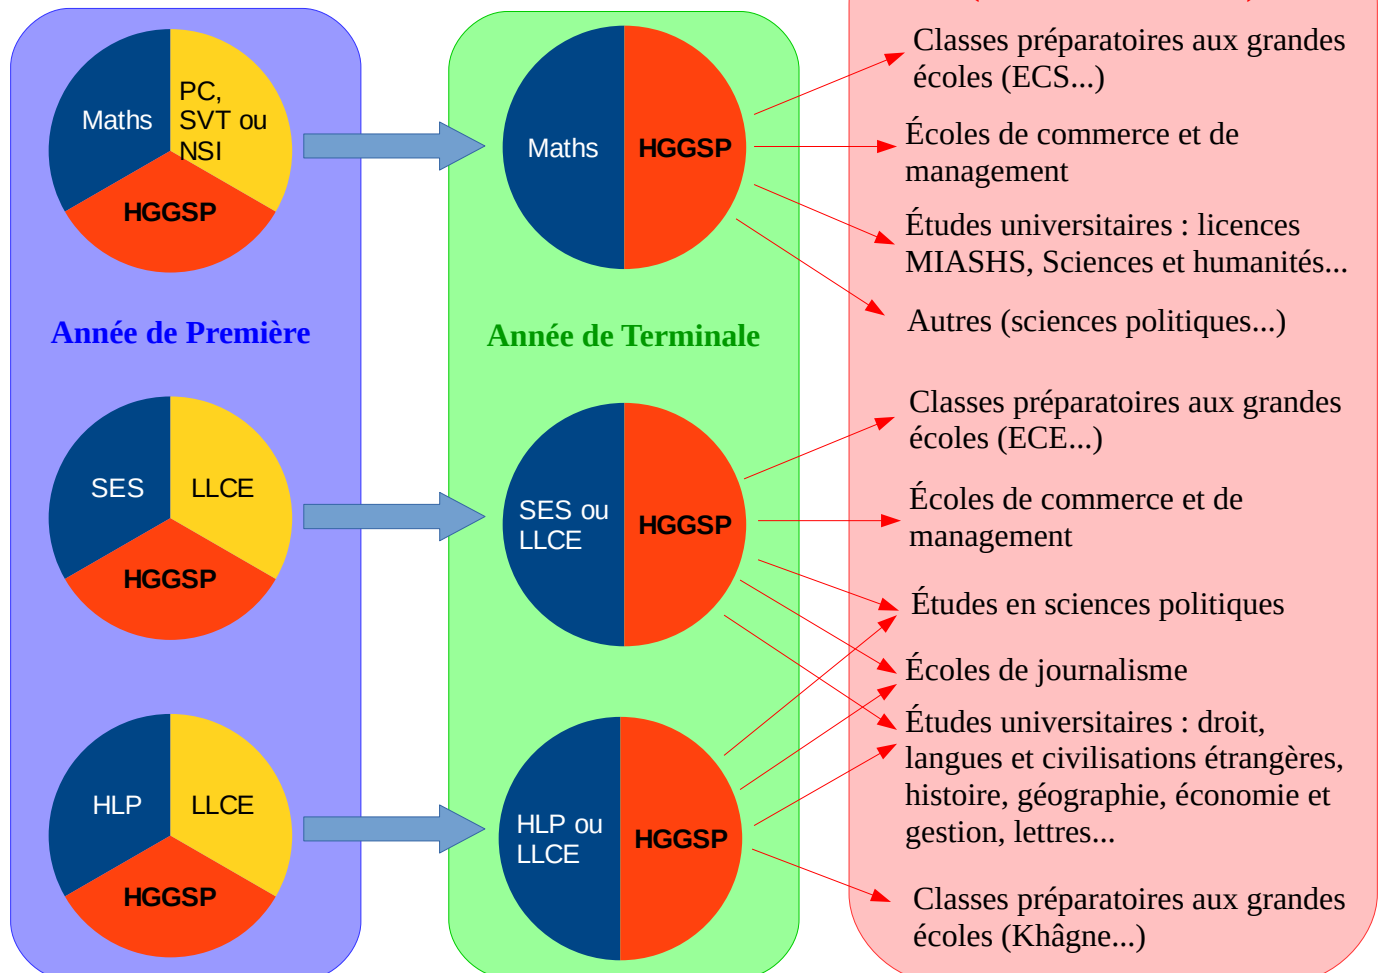 Maths
PC,
SVT ou
NSI
HGGSP
Année de Première
SES
LLCE
HGGSP
HLP
LLCE
HGGSP
Maths
HGGSP
Année de Terminale
SES ou
LLCE
HGGSP
HLP ou
LLCE
HGGSP
Classes préparatoires aux grandes
écoles (ECS...)
Écoles de commerce et de
management
Études universitaires : licences
MIASHS, Sciences et humanités...
Autres (sciences politiques...)
Classes préparatoires aux grandes
écoles (ECE...)
Écoles de commerce et de
management
Études en sciences politiques
Écoles de journalisme
Études universitaires : droit,
langues et civilisations étrangères,
histoire, géographie, économie et
gestion, lettres...
Classes préparatoires aux grandes
écoles (Khâgne...)